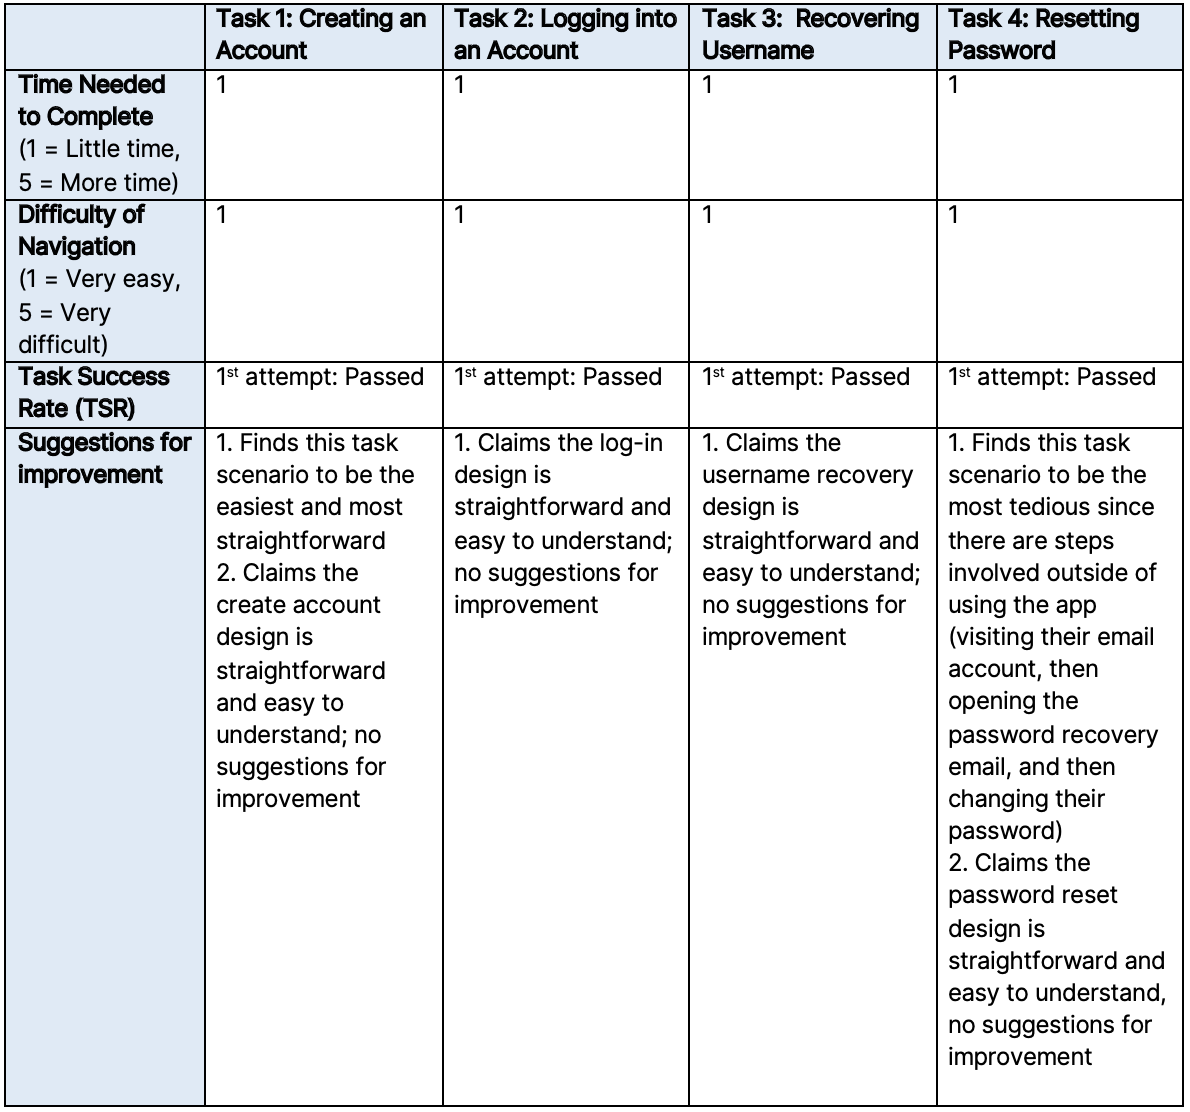 Task 1: Creating an
Account
Task 2: Logging into
an Account
Task 3:  Recovering
Username
Task 4: Resetting
Password
Time Needed
to Complete
(1 = Little time,
5 = More time)
1
1
1
1
Difficulty of
Navigation
(1 = Very easy,
5 = Very
difficult)
1
1
1
1
Task Success
Rate (TSR)
1st attempt: Passed
1st attempt: Passed
1st attempt: Passed
1st attempt: Passed
Suggestions for
improvement
1. Finds this task
scenario to be the
easiest and most
straightforward
2. Claims the
create account
design is
straightforward
and easy to
understand; no
suggestions for
improvement
1. Claims the log-in
design is
straightforward and
easy to understand;
no suggestions for
improvement
1. Claims the
username recovery
design is
straightforward and
easy to understand;
no suggestions for
improvement
1. Finds this task
scenario to be the
most tedious since
there are steps
involved outside of
using the app
(visiting their email
account, then
opening the
password recovery
email, and then
changing their
password)
2. Claims the
password reset
design is
straightforward and
easy to understand,
no suggestions for
improvement